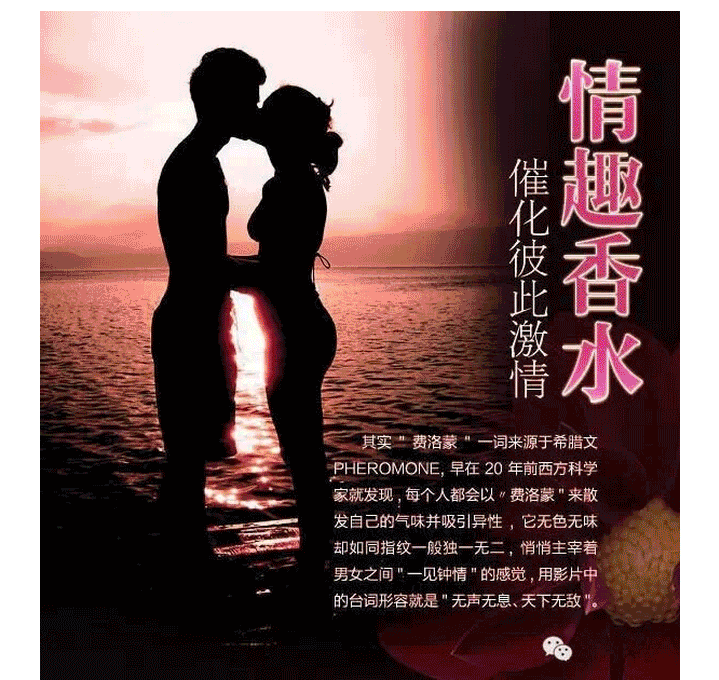 情趣香水
催化彼此激情
其实"费洛蒙"一词来源于希腊文
PHEROMONE,早在 20 年前西方科学
家就发现,每个人都会以〃费洛蒙"来散
发自己的气味并吸引异性,它无色无味
却如同指纹一般独一无二,悄悄主宰着
男女之间"一见钟情"的感觉,用影片中
的台词形容就是"无声无息、天下无敌"。